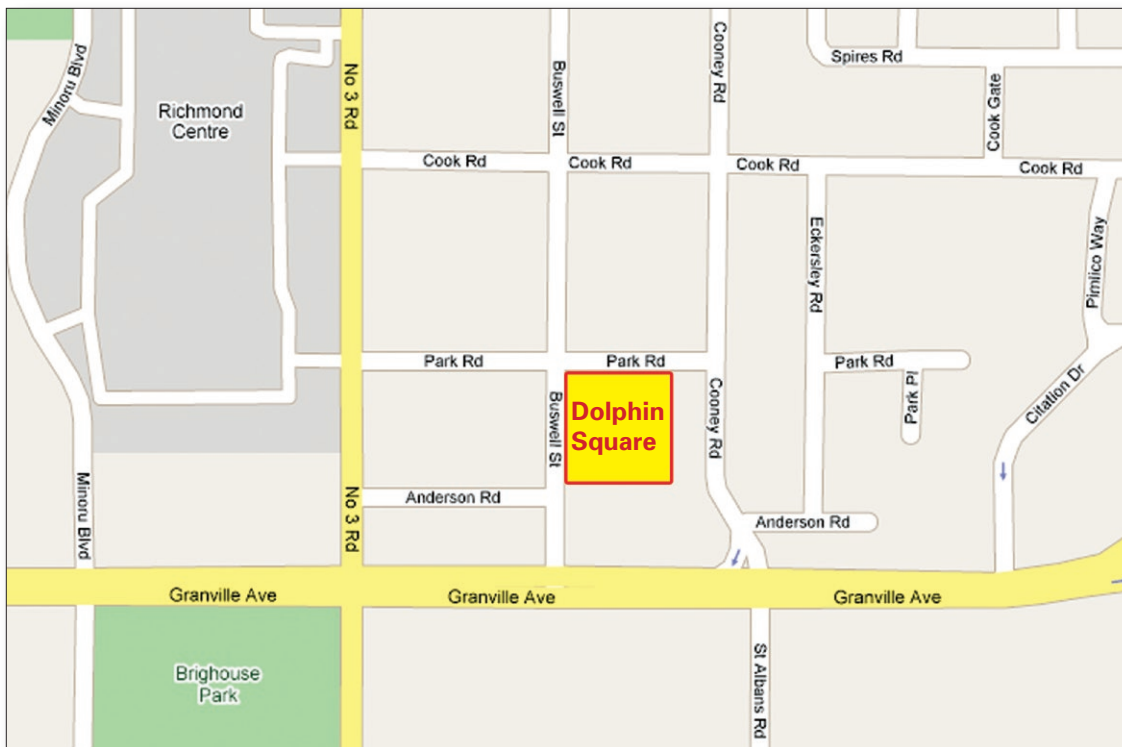 Minoru Blvd
Richmond
Centre
No 3 Rd
Buswell St
Cooney Rd
Spires Rd
Cook Gate
Cook Rd
Cook Rd
Cook Rd
Cook Rd
Eckersley Rd
Pimlico Way
Park Rd
Park Rd
Park Rd
Park Pl
Citation Dr
Dolphin
Square
Buswell St
Cooney Rd
Minoru Blvd
No 3 Rd
Anderson Rd
Anderson Rd
Granville Ave
Granville Ave
Granville Ave
Brighouse
Park
St Albans Rd